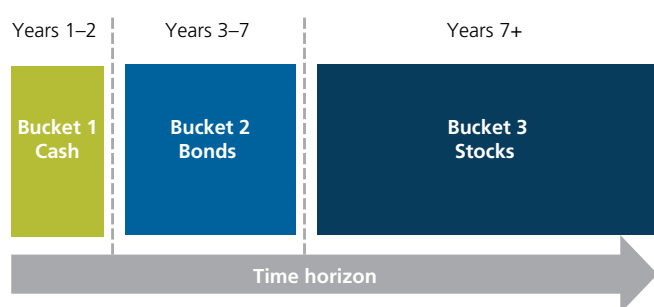 Years 1–2
Years 3–7
Years 7+
Bucket 1
Cash
Bucket 2
Bonds
Bucket 3
Stocks
Time horizon